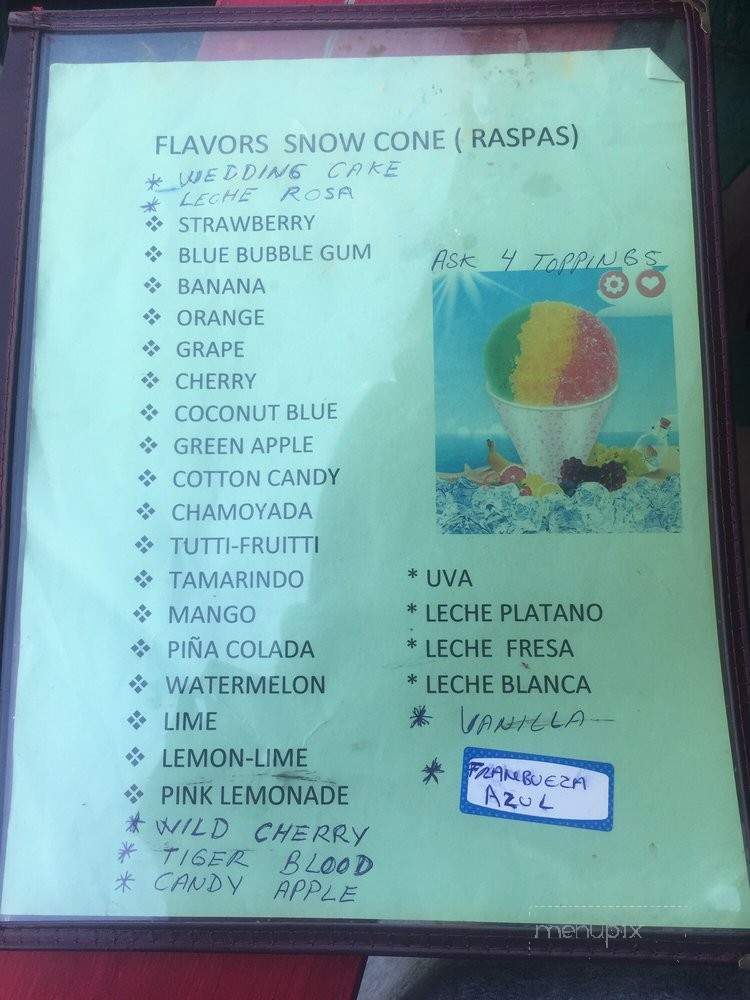 FLAVORS SNOW CONE ( RASPAS)
* WEDDING CAKE
* LECHE ROSA
❖ STRAWBERRY
❖ BLUE BUBBLE GUM
❖ BANANA
❖ ORANGE
❖ GRAPE
❖ CHERRY
❖ COCONUT BLUE
❖ GREEN APPLE
❖ COTTON CANDY
❖ CHAMOYADA
❖ TUTTI-FRUITTI
❖ TAMARINDO
❖ MANGO
❖ PIÑA COLADA
❖ WATERMELON
❖ LIME
❖ LEMON-LIME
❖ PINK LEMONADE
* WILD CHERRY
* TIGER BLOOD
* CANDY APPLE
ASK 4 TOPPINGS
* UVA
* LECHE PLATANO
* LECHE FRESA
* LECHE BLANCA
* VANILLA
* FRAMBUEZA
AZUL
menupix